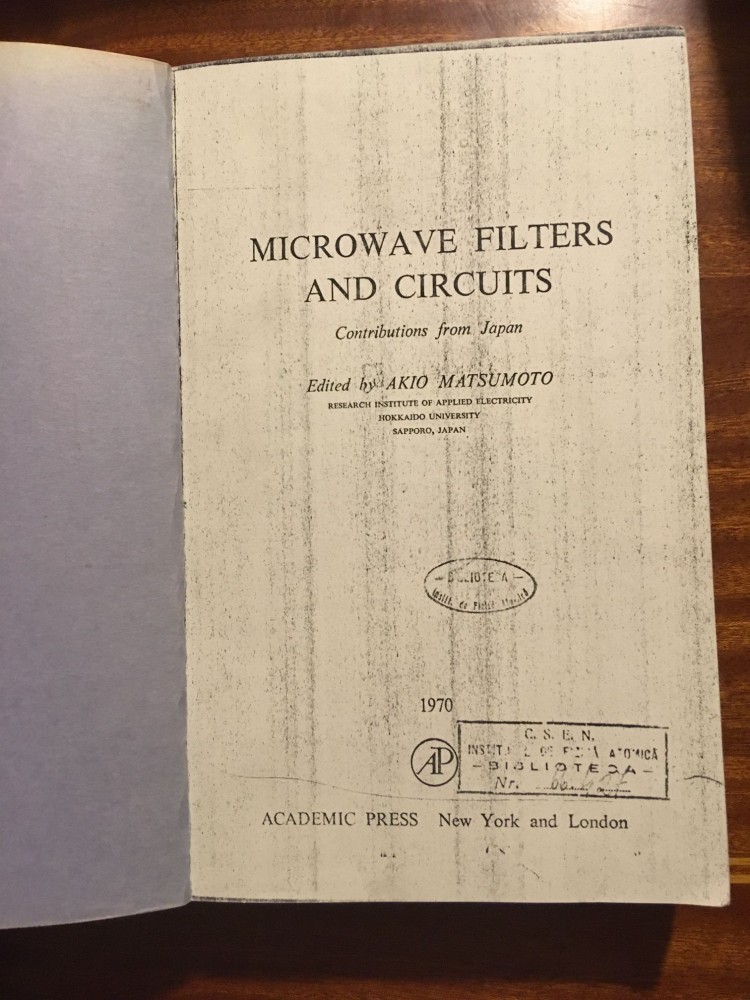 MICROWAVE FILTERS
AND CIRCUITS
Contributions from Japan
Edited by AKIO MATSUMOTO
RESEARCH INSTITUTE OF APPLIED ELECTRICITY
HOKKAIDO UNIVERSITY
SAPPORO, JAPAN
1970
AP
C. S. E. N.
- BIBLIOTECA -
Nr.
ACADEMIC PRESS New York and London